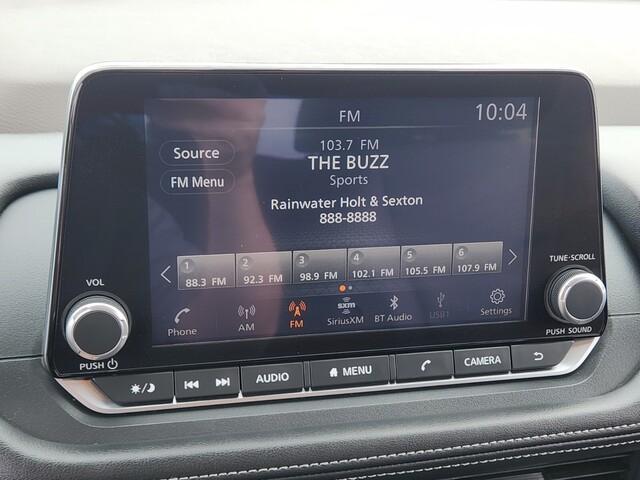 FM
10:04
Source
103.7 FM
THE BUZZ
FM Menu
Sports
Rainwater Holt & Sexton
888-8888
1 2 3 4 5 6
88.3 FM 92.3 FM 98.9 FM 102.1 FM 105.5 FM 107.9 FM
VOL
TUNE·SCROLL
Phone AM FM sxm SiriusXM BT Audio USB1 Settings
PUSH
PUSH SOUND
AUDIO MENU CAMERA